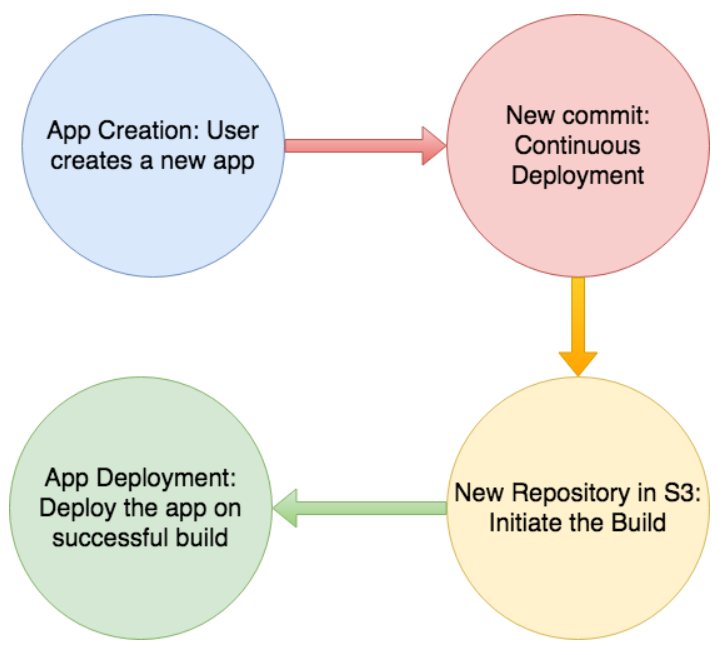 App Creation: User
creates a new app
New commit:
Continuous
Deployment
New Repository in S3:
Initiate the Build
App Deployment:
Deploy the app on
successful build